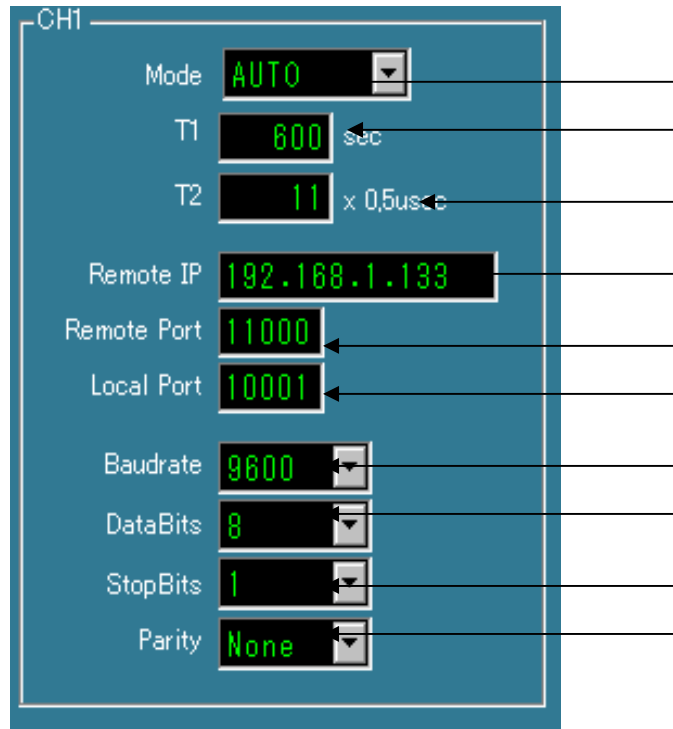 CH1
Mode AUTO
T1 600 sec
T2 11 x 0,5usec
Remote IP 192.168.1.133
Remote Port 11000
Local Port 10001
Baudrate 9600
DataBits 8
StopBits 1
Parity None